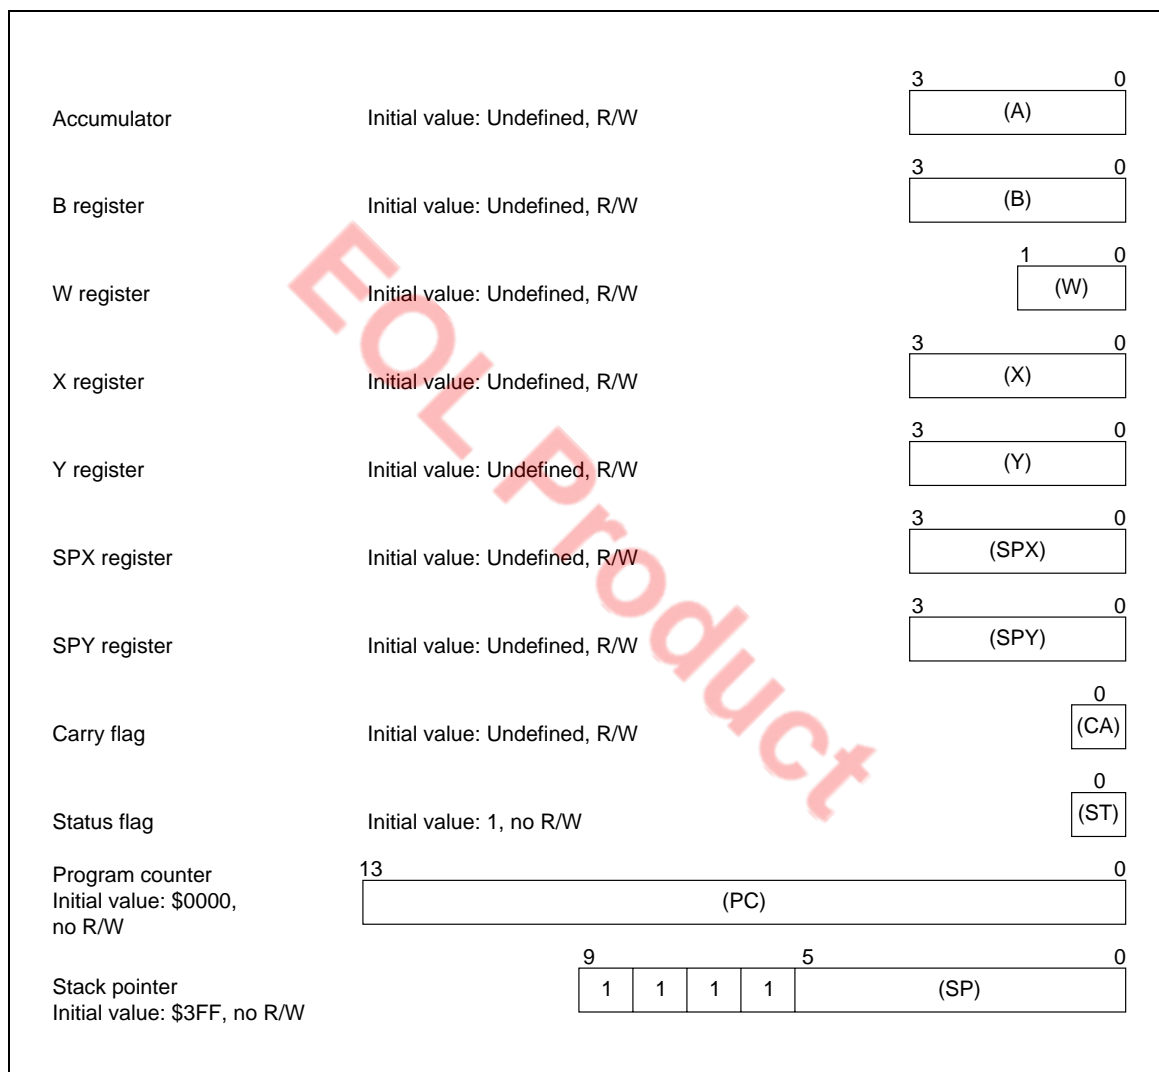 3 0
Accumulator Initial value: Undefined, R/W (A)
3 0
B register Initial value: Undefined, R/W (B)
1 0
W register Initial value: Undefined, R/W (W)
3 0
X register Initial value: Undefined, R/W (X)
3 0
Y register Initial value: Undefined, R/W (Y)
3 0
SPX register Initial value: Undefined, R/W (SPX)
3 0
SPY register Initial value: Undefined, R/W (SPY)
0
Carry flag Initial value: Undefined, R/W (CA)
0
Status flag Initial value: 1, no R/W (ST)
Program counter 13 0
Initial value: $0000, (PC)
no R/W
9 5 0
Stack pointer 1 1 1 1 (SP)
Initial value: $3FF, no R/W
EOL Product